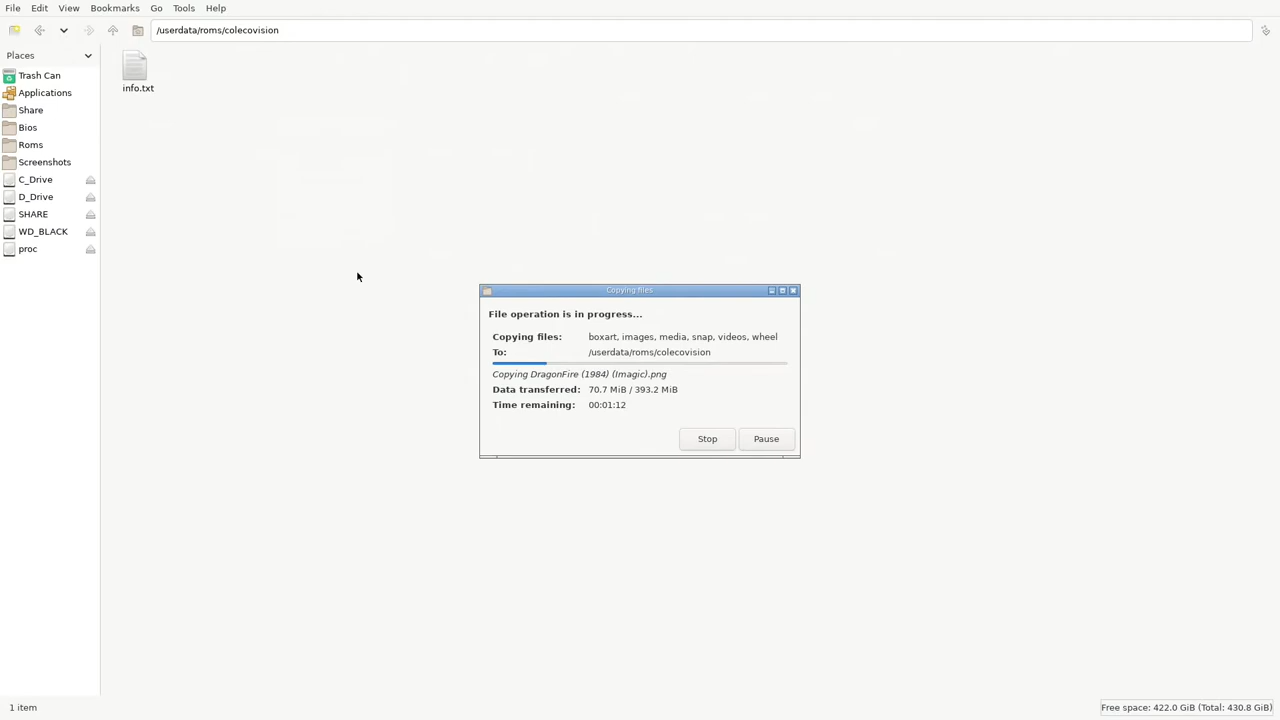 File Edit View Bookmarks Go Tools Help
/userdata/roms/colecovision
Places
Trash Can
Applications
Share
Bios
Roms
Screenshots
C_Drive
D_Drive
SHARE
WD_BLACK
proc
info.txt
Copying files
File operation is in progress...
Copying files: boxart, images, media, snap, videos, wheel
To: /userdata/roms/colecovision
Copying DragonFire (1984) (Imagic).png
Data transferred: 70.7 MiB / 393.2 MiB
Time remaining: 00:01:12
Stop Pause
1 item
Free space: 422.0 GiB (Total: 430.8 GiB)